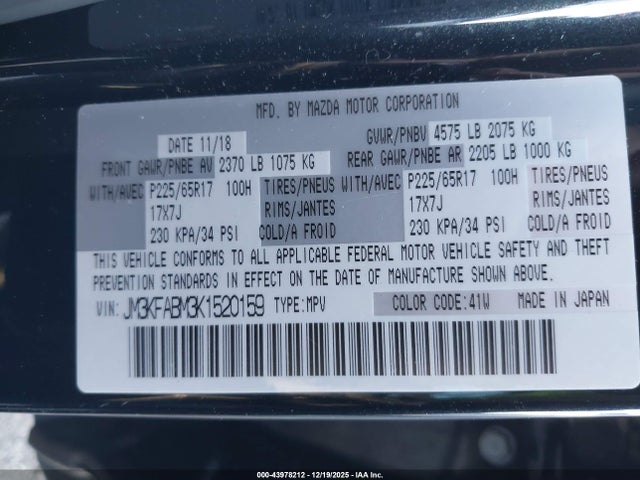 MFD. BY MAZDA MOTOR CORPORATION
DATE 11/18 GVWR/PNBV 4575 LB 2075 KG
FRONT GAWR/PNBE AV 2370 LB 1075 KG REAR GAWR/PNBE AR 2205 LB 1000 KG
WITH/AVEC P225/65R17 100H TIRES/PNEUS WITH/AVEC P225/65R17 100H TIRES/PNEUS
17X7J RIMS/JANTES 17X7J RIMS/JANTES
230 KPA/34 PSI COLD/A FROID 230 KPA/34 PSI COLD/A FROID
THIS VEHICLE CONFORMS TO ALL APPLICABLE FEDERAL MOTOR VEHICLE SAFETY AND THEFT
PREVENTION STANDARDS IN EFFECT ON THE DATE OF MANUFACTURE SHOWN ABOVE.
VIN: JM3KFABM3K1520159 TYPE:MPV COLOR CODE:41W MADE IN JAPAN
000-43978212 - 12/19/2025 - IAA Inc.